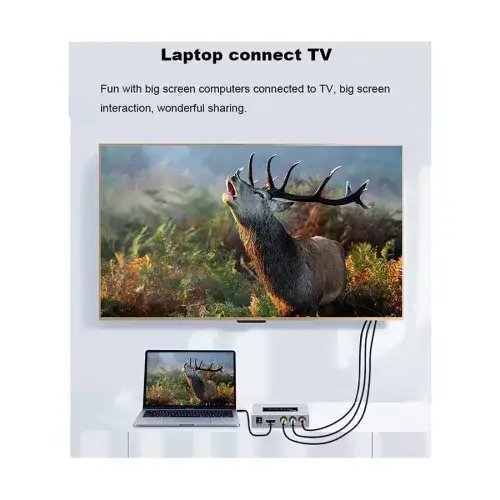 Laptop connect TV
Fun with big screen computers connected to TV, big screen
interaction, wonderful sharing.